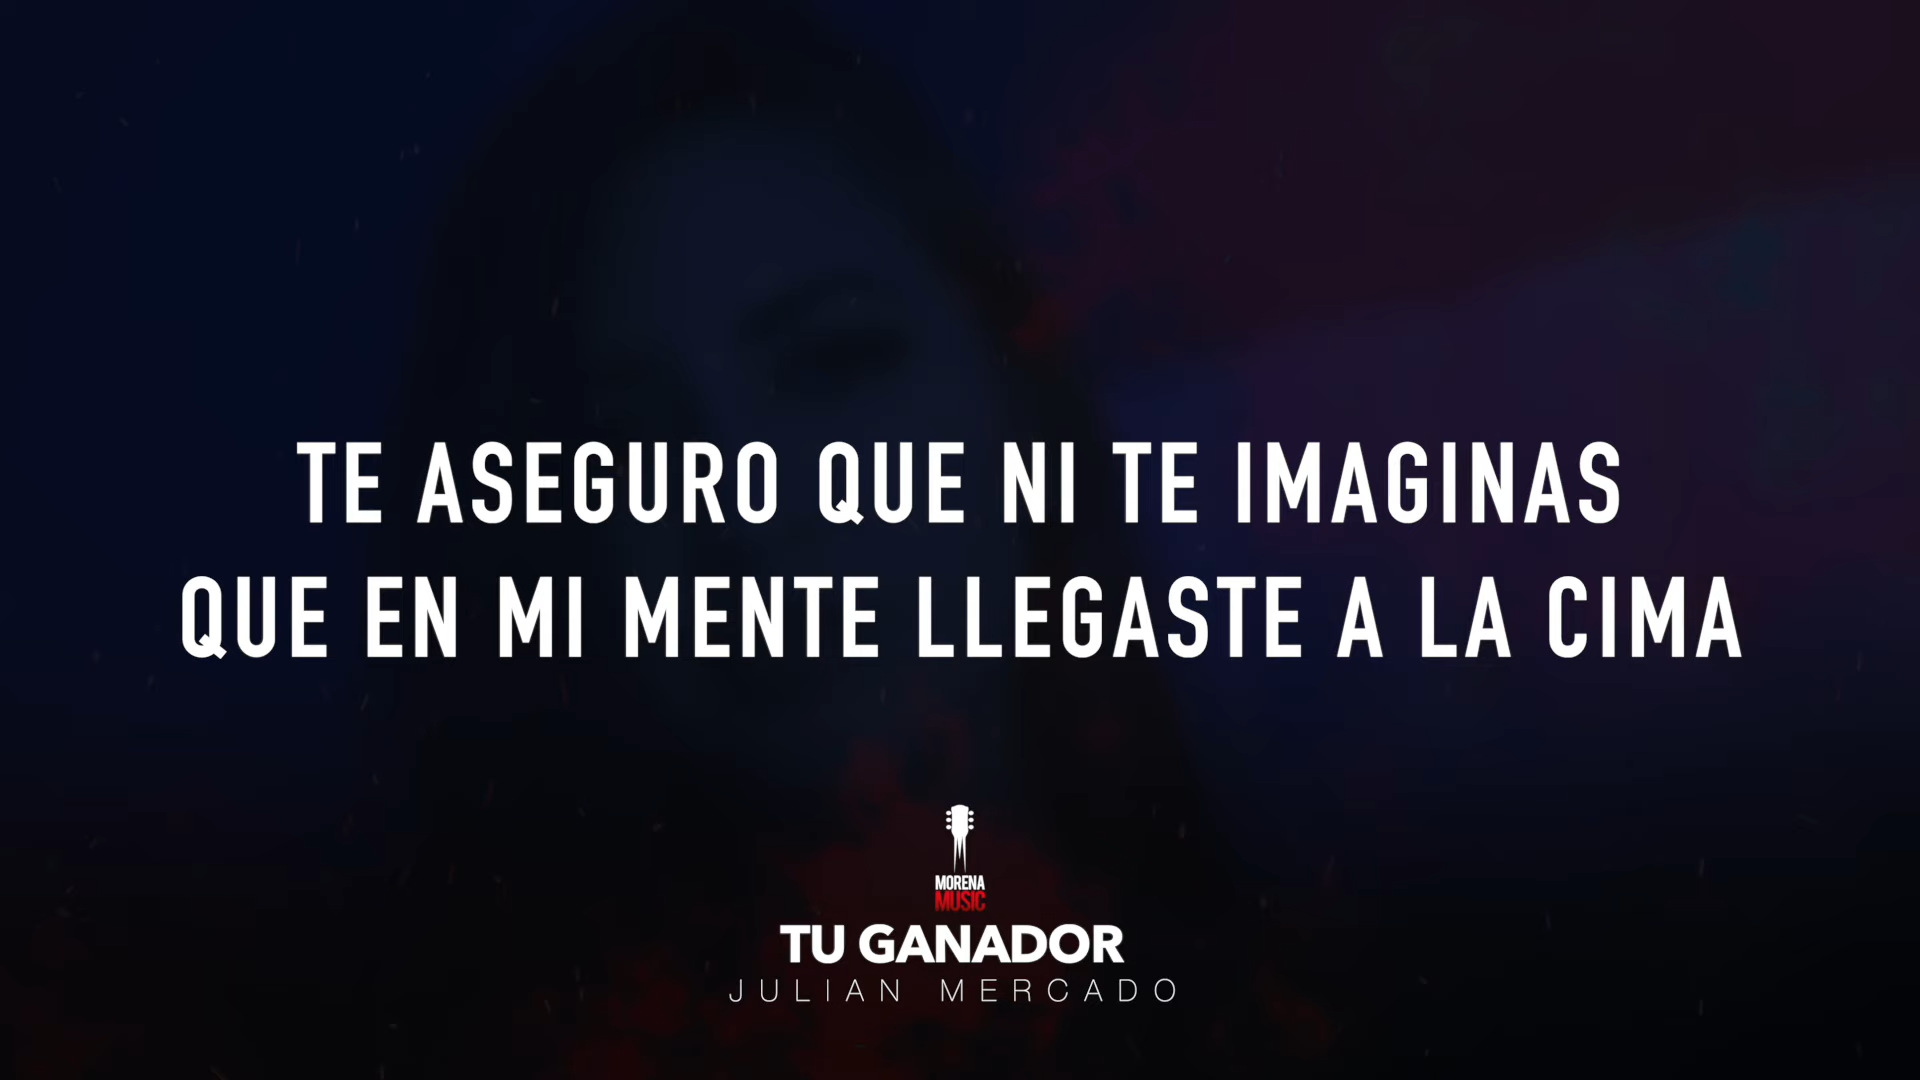 TE ASEGURO QUE NI TE IMAGINAS
QUE EN MI MENTE LLEGASTE A LA CIMA
MORENA
MUSIC
TU GANADOR
JULIAN MERCADO